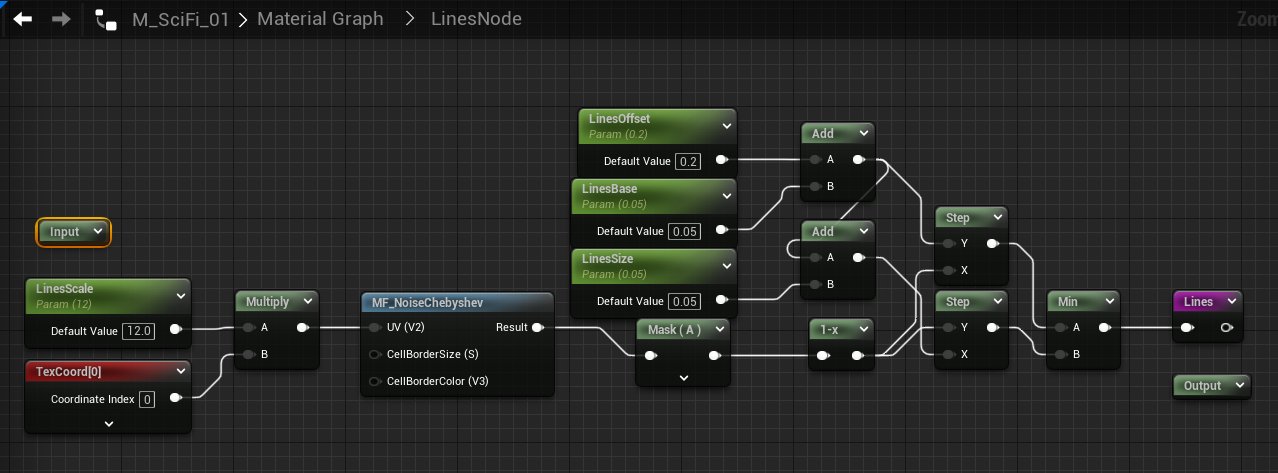 M_SciFi_01 > Material Graph > LinesNode
Zoom
LinesOffset
Param (0.2)
Default Value 0.2
Add
A
B
LinesBase
Param (0.05)
Default Value 0.05
LinesSize
Param (0.05)
Default Value 0.05
Add
A
B
Step
Y
X
Input
LinesScale
Param (12)
Default Value 12.0
Multiply
A
B
TexCoord[0]
Coordinate Index 0
MF_NoiseChebyshev
UV (V2) Result
CellBorderSize (S)
CellBorderColor (V3)
Mask ( A )
1-x
Step
Y
X
Min
A
B
Lines
Output